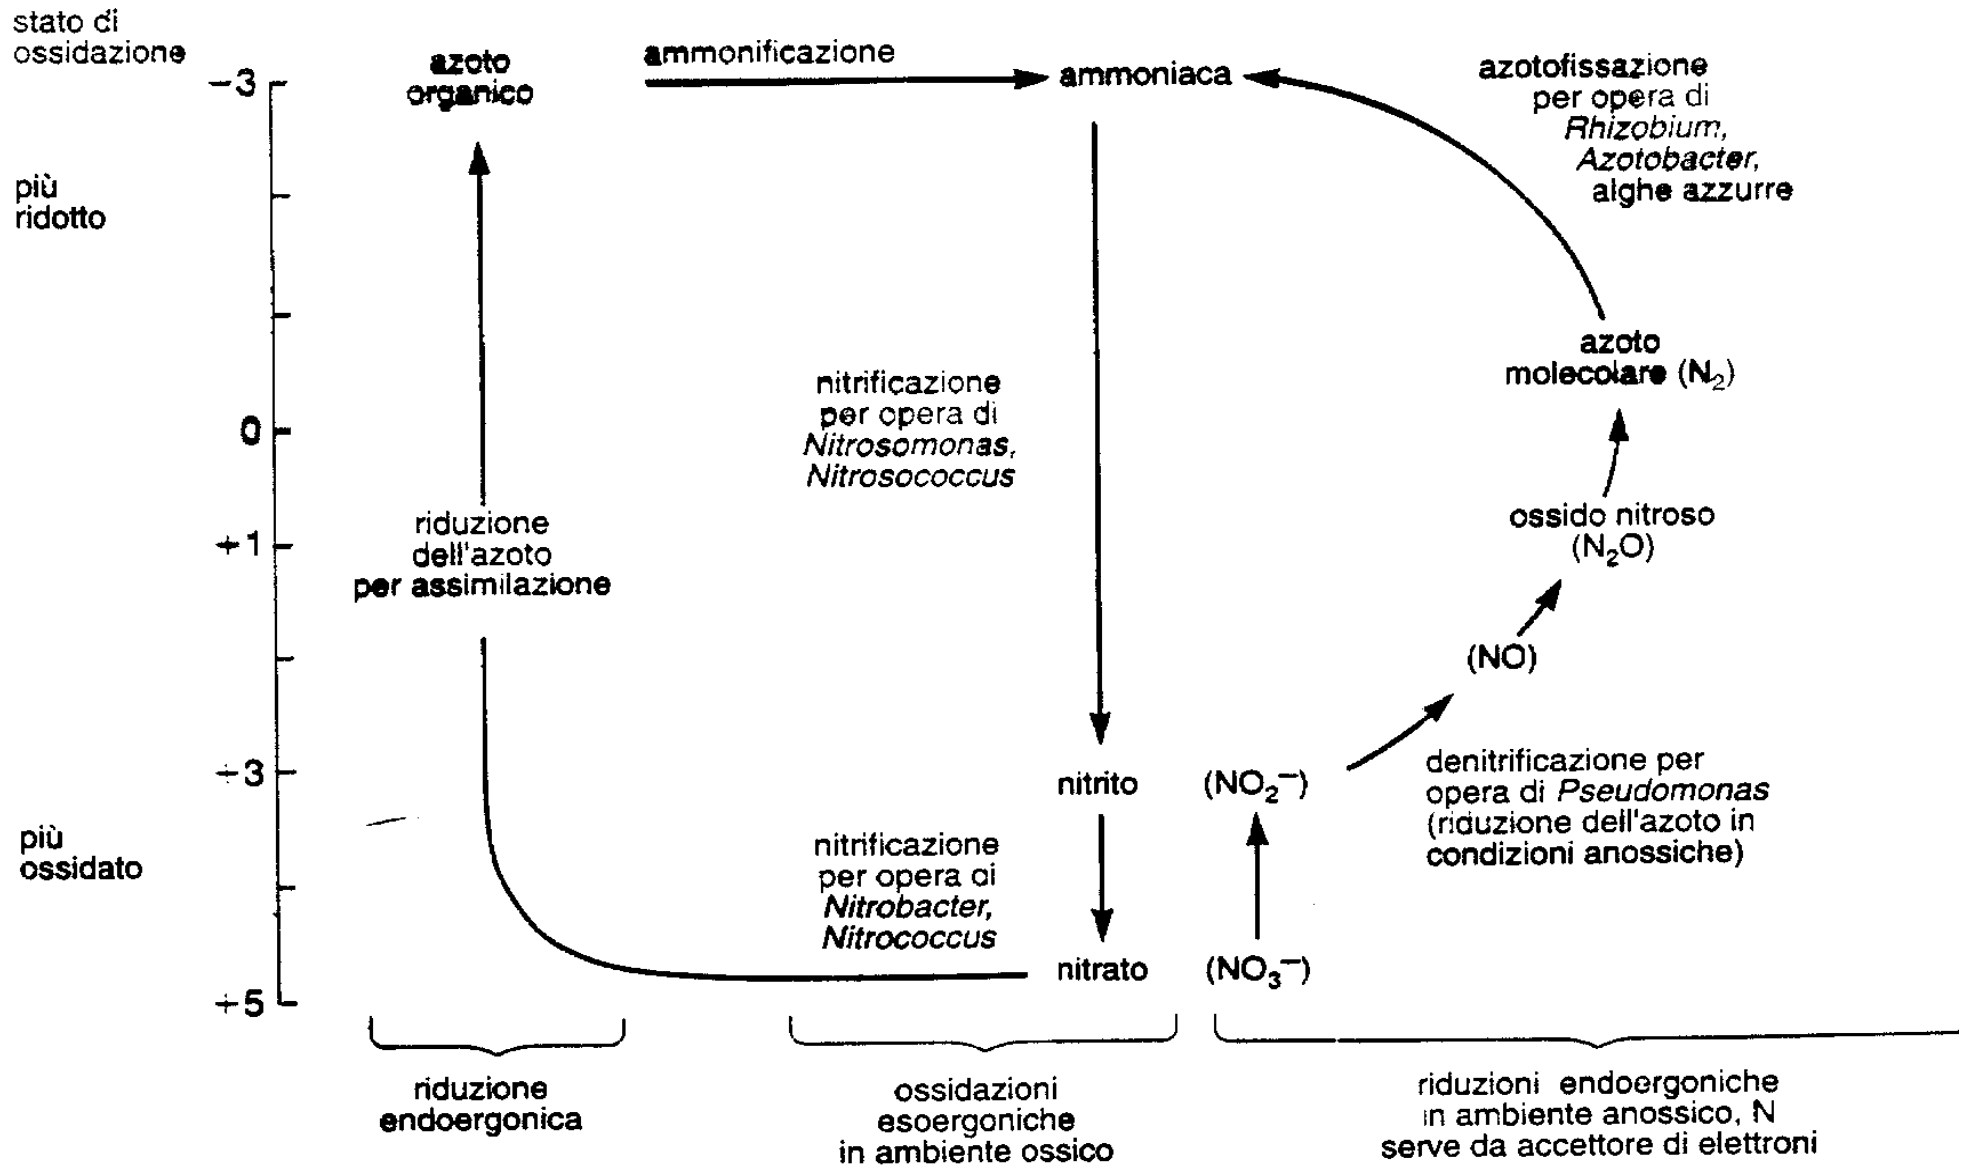 stato di
ossidazione
−3
più
ridotto
0
+1
+3
più
ossidato
+5
azoto
organico
ammonificazione
ammoniaca
azotofissazione
per opera di
Rhizobium,
Azotobacter,
alghe azzurre
azoto
molecolare (N₂)
nitrificazione
per opera di
Nitrosomonas,
Nitrosococcus
riduzione
dell'azoto
per assimilazione
ossido nitroso
(N₂O)
(NO)
nitrito (NO₂⁻)
denitrificazione per
opera di Pseudomonas
(riduzione dell'azoto in
condizioni anossiche)
nitrificazione
per opera di
Nitrobacter,
Nitrococcus
nitrato (NO₃⁻)
riduzione
endoergonica
ossidazioni
esoergoniche
in ambiente ossico
riduzioni endoergoniche
in ambiente anossico, N
serve da accettore di elettroni